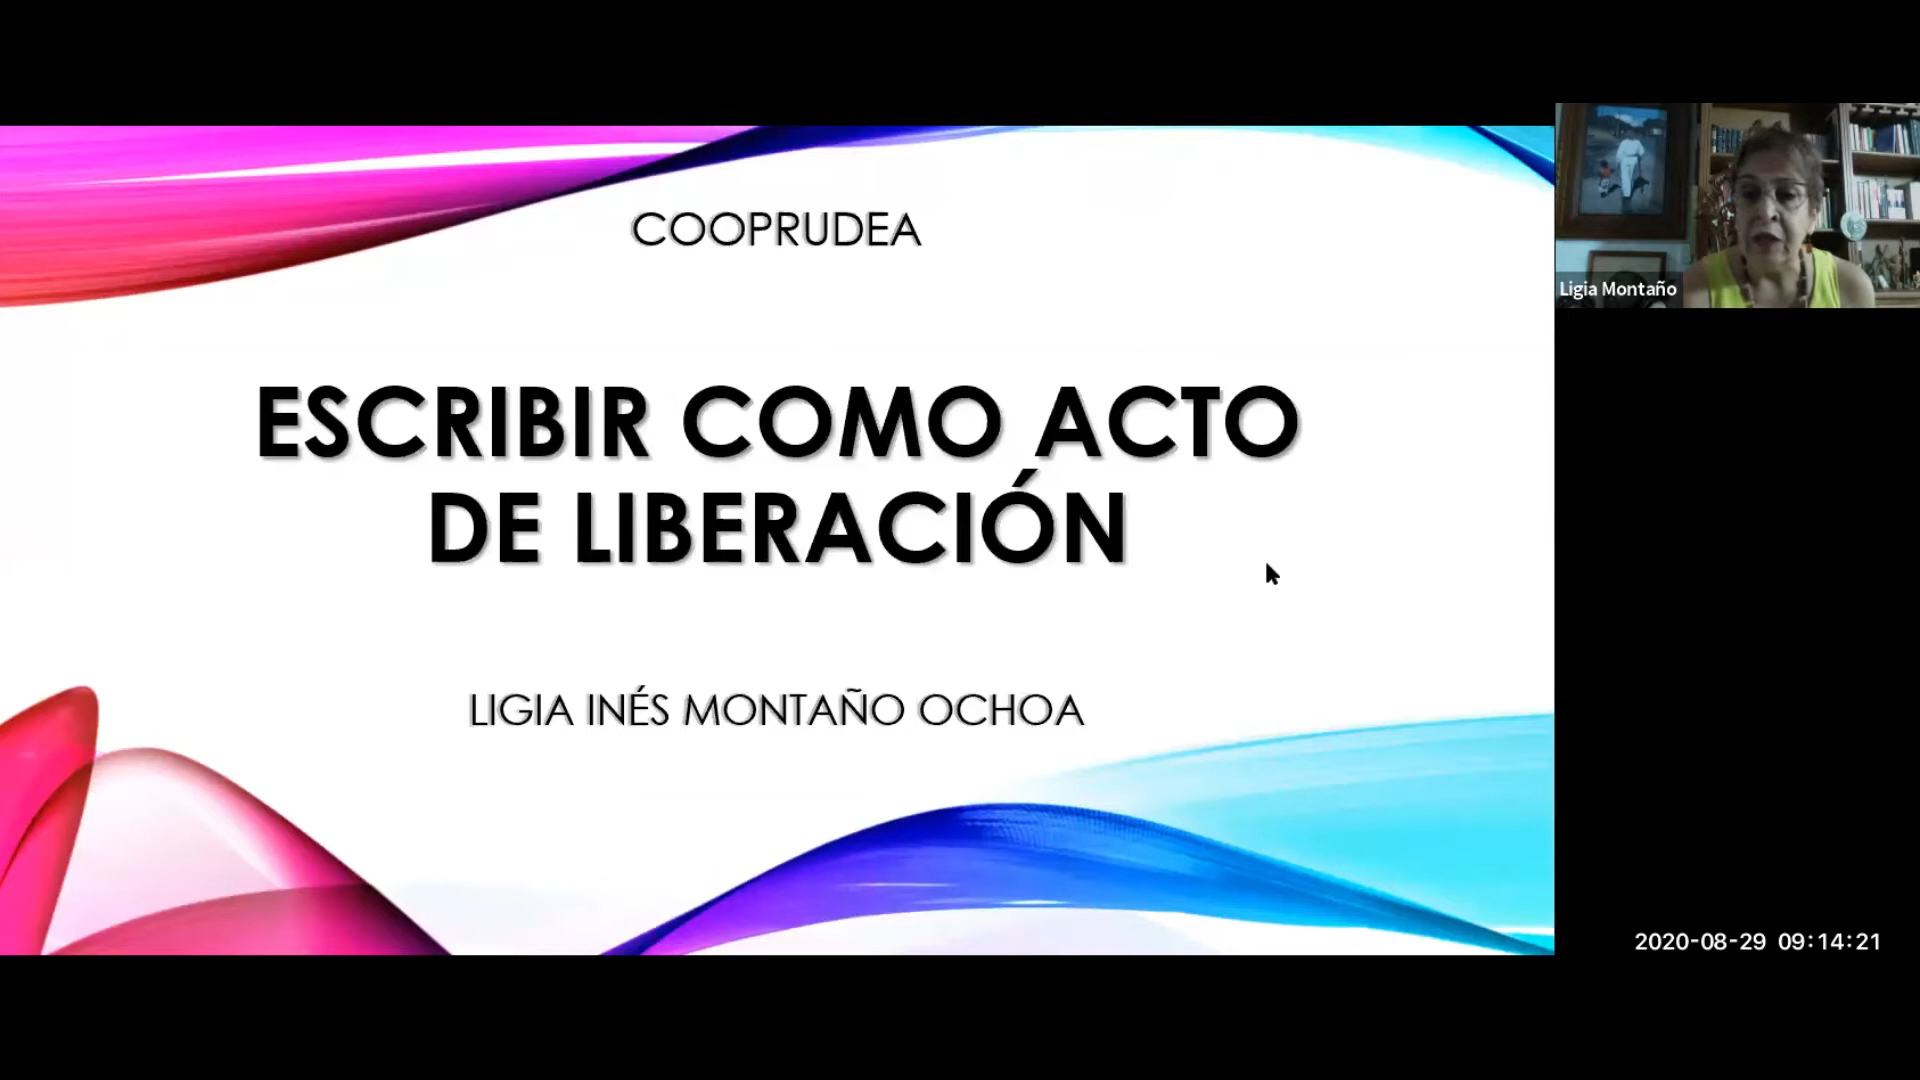 COOPRUDEA
ESCRIBIR COMO ACTO
DE LIBERACIÓN
LIGIA INÉS MONTAÑO OCHOA
Ligia Montaño
2020-08-29 09:14:21